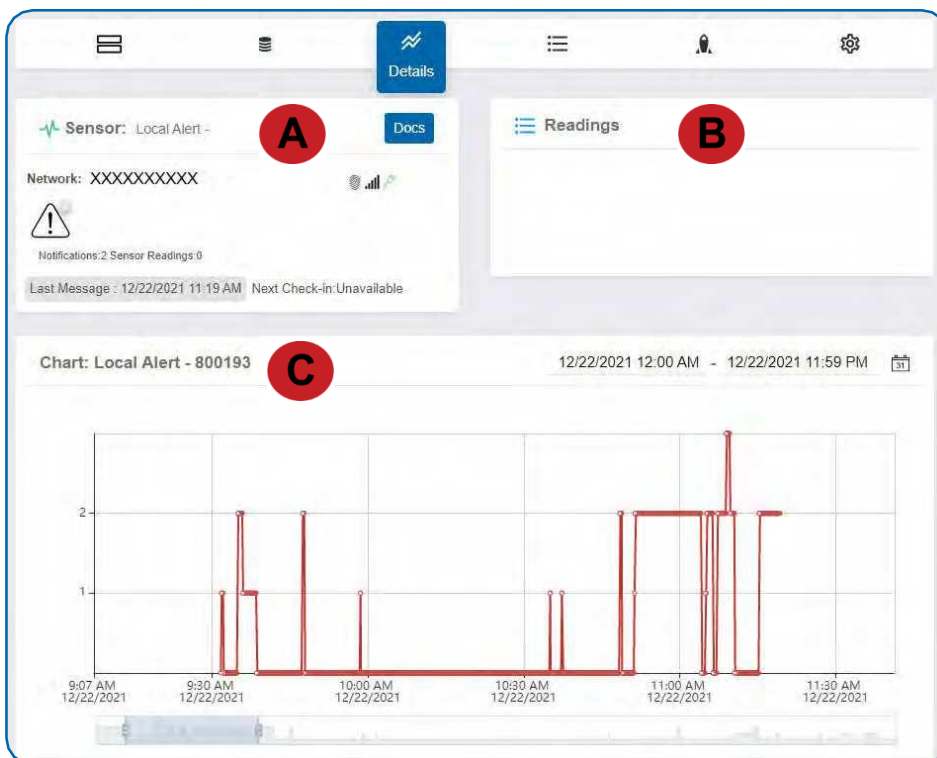 Details
Sensor: Local Alert -
A
Docs
Readings
B
Network: XXXXXXXXXX
Notifications:2 Sensor Readings:0
Last Message : 12/22/2021 11:19 AM Next Check-in:Unavailable
Chart: Local Alert - 800193
C
12/22/2021 12:00 AM - 12/22/2021 11:59 PM
31
2
1
9:07 AM 9:30 AM 10:00 AM 10:30 AM 11:00 AM 11:30 AM
12/22/2021 12/22/2021 12/22/2021 12/22/2021 12/22/2021 12/22/2021